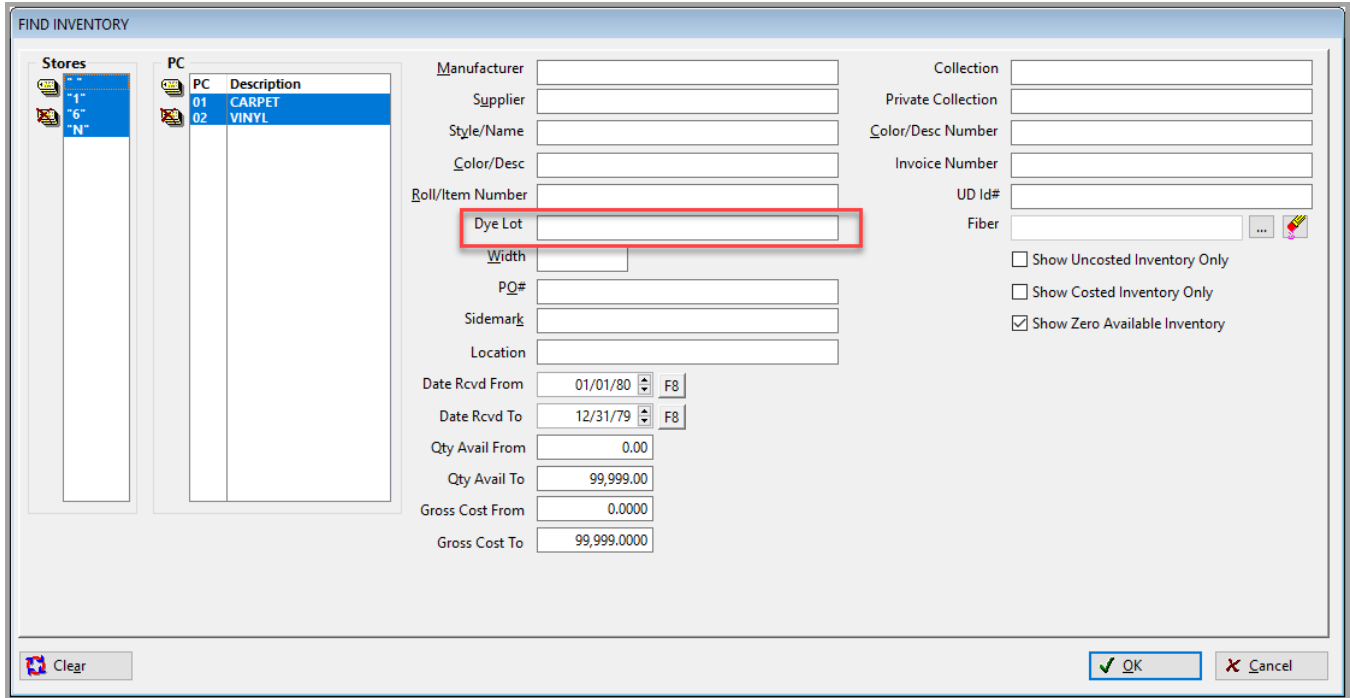 FIND INVENTORY
Stores
" "
"1"
"6"
"N"
PC
PC Description
01 CARPET
02 VINYL
Manufacturer
Supplier
Style/Name
Color/Desc
Roll/Item Number
Dye Lot
Width
PO#
Sidemark
Location
Date Rcvd From 01/01/80 F8
Date Rcvd To 12/31/79 F8
Qty Avail From 0.00
Qty Avail To 99,999.00
Gross Cost From 0.0000
Gross Cost To 99,999.0000
Collection
Private Collection
Color/Desc Number
Invoice Number
UD Id#
Fiber ...
Show Uncosted Inventory Only
Show Costed Inventory Only
Show Zero Available Inventory
Clear
OK
Cancel